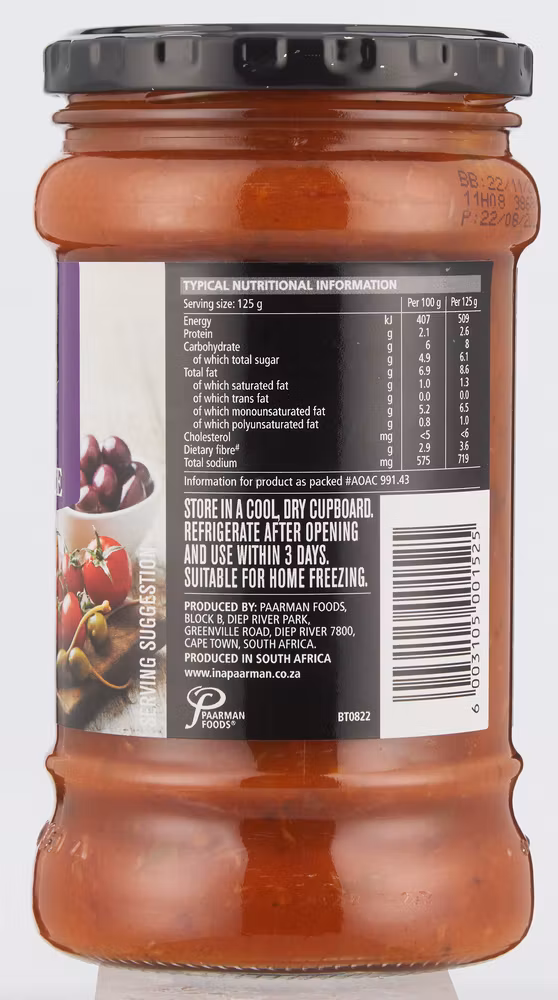 BB:22/11/
11H09
P:22/08/2
TYPICAL NUTRITIONAL INFORMATION
Serving size: 125 g Per 100 g Per 125 g
Energy kJ 407 509
Protein g 2.1 2.6
Carbohydrate g 6 8
of which total sugar g 4.9 6.1
Total fat g 6.9 8.6
of which saturated fat g 1.0 1.3
of which trans fat g 0.0 0.0
of which monounsaturated fat g 5.2 6.5
of which polyunsaturated fat g 0.8 1.0
Cholesterol mg <5 <6
Dietary fibre# g 2.9 3.6
Total sodium mg 575 719
Information for product as packed #AOAC 991.43
STORE IN A COOL, DRY CUPBOARD.
REFRIGERATE AFTER OPENING
AND USE WITHIN 3 DAYS.
SUITABLE FOR HOME FREEZING.
PRODUCED BY: PAARMAN FOODS,
BLOCK B, DIEP RIVER PARK,
GREENVILLE ROAD, DIEP RIVER 7800,
CAPE TOWN, SOUTH AFRICA.
PRODUCED IN SOUTH AFRICA
www.inapaarman.co.za
PAARMAN
FOODS®
BT0822
6 003105 001525
SERVING SUGGESTION